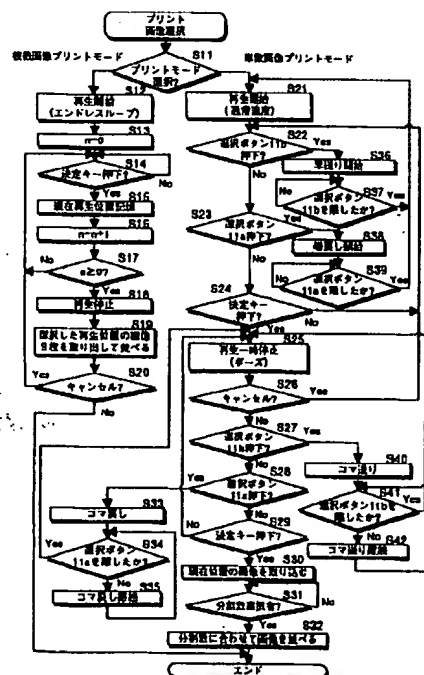 プリント
画像選択
複数画像プリントモード
単数画像プリントモード
S11
プリントモード
選択?
S12
再生開始
(エンドレスループ)
S13
n=0
S14
決定キー押下?
No
Yes
S15
現在再生位置記憶
S16
n=n+1
S17
No
Yes
S18
再生停止
S19
選択した再生位置の画像
9枚を取り出して並べる
S20
Yes
キャンセル?
No
S21
再生開始
(通常速度)
S22
選択ボタン11b
押下?
Yes
No
S36
早送り開始
S37
No
選択ボタン
11bを離したか?
Yes
S23
選択ボタン
11a押下?
Yes
No
S38
巻戻し開始
S39
No
選択ボタン
11aを離したか?
Yes
S24
決定キー
押下?
No
Yes
S25
再生一時停止
(ポーズ)
S26
キャンセル?
Yes
No
S27
選択ボタン
11b押下?
Yes
No
S40
コマ送り
S41
選択ボタン11bを
離したか?
Yes
No
S42
コマ送り継続
S28
選択ボタン
11a押下?
Yes
No
S33
コマ戻し
S34
選択ボタン
11aを離したか?
Yes
No
S35
コマ戻し継続
S29
決定キー押下?
No
Yes
S30
現在位置の画像を取り込む
S31
No
Yes
S32
分割数に合わせて画像を並べる
エンド